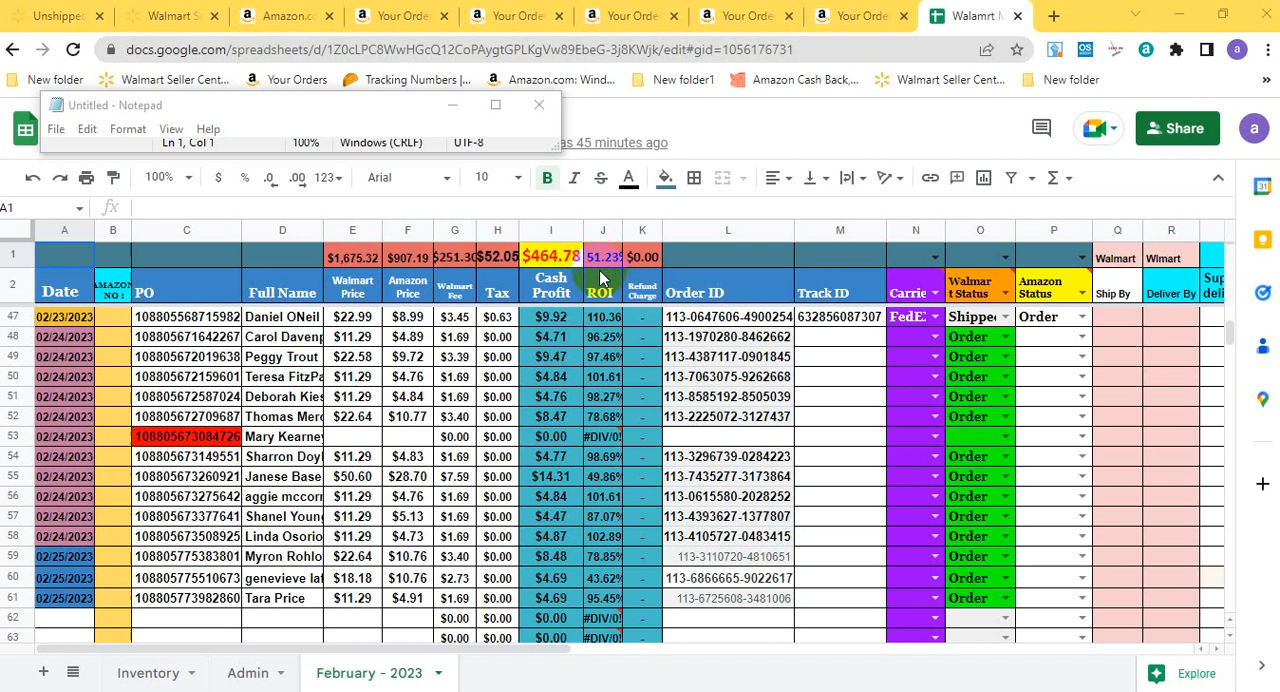 Unshipped Walmart S Amazon.co Your Order Your Order Your Order Your Order Your Order Walamrt M
docs.google.com/spreadsheets/d/1Z0cLPC8WwHGcQ12CoPAygtGPLKgVw89EbeG-3j8KWjk/edit#gid=1056176731
New folder Walmart Seller Cent... Your Orders Tracking Numbers |... Amazon.com: Wind... New folder1 Amazon Cash Back,... Walmart Seller Cent... New folder
Untitled - Notepad
File Edit Format View Help
Ln 1, Col 1 100% Windows (CRLF) UTF-8
as 45 minutes ago
Share
a
100% $ % .0 .00 123 Arial 10 B I S A
A1 fx
A B C D E F G H I J K L M N O P Q R
1 $1,675.32 $907.19 $251.30 $52.05 $464.78 51.23% $0.00 Walmart Wlmart
2 Date AMAZON NO : PO Full Name Walmart Price Amazon Price Walmart Fee Tax Cash Profit ROI Refund Charge Order ID Track ID Carrie Walmar t Status Amazon Status Ship By Deliver By Sup deli
47 02/23/2023 108805668715982 Daniel ONeil $22.99 $8.99 $3.45 $0.63 $9.92 110.36 - 113-0647606-4900254 632856087307 FedEX Shipped Order
48 02/24/2023 108805671642267 Carol Davenp $11.29 $4.89 $1.69 $0.00 $4.71 96.25% - 113-1970280-8462662 Order
49 02/24/2023 108805672019638 Peggy Trout $22.58 $9.72 $3.39 $0.00 $9.47 97.46% - 113-4387117-0901845 Order
50 02/24/2023 108805672159601 Teresa FitzPa $11.29 $4.76 $1.69 $0.00 $4.84 101.61 - 113-7063075-9262668 Order
51 02/24/2023 108805672587024 Deborah Kies $11.29 $4.84 $1.69 $0.00 $4.76 98.27% - 113-8585192-8505039 Order
52 02/24/2023 108805672709687 Thomas Merc $22.64 $10.77 $3.40 $0.00 $8.47 78.68% - 113-2225072-3127437 Order
53 02/24/2023 108805673084726 Mary Kearney $0.00 $0.00 $0.00 #DIV/0! -
54 02/24/2023 108805673149551 Sharron Doyl $11.29 $4.83 $1.69 $0.00 $4.77 98.69% - 113-3296739-0284223 Order
55 02/24/2023 108805673260921 Janese Base $50.60 $28.70 $7.59 $0.00 $14.31 49.86% - 113-7435277-3173864 Order
56 02/24/2023 108805673275642 aggie mccorn $11.29 $4.76 $1.69 $0.00 $4.84 101.61 - 113-0615580-2028252 Order
57 02/24/2023 108805673377641 Shanel Young $11.29 $5.13 $1.69 $0.00 $4.47 87.07% - 113-4393627-1377807 Order
58 02/24/2023 108805673508925 Linda Osorio $11.29 $4.73 $1.69 $0.00 $4.87 102.89 - 113-4105727-0483415 Order
59 02/25/2023 108805775383801 Myron Rohlo $22.64 $10.76 $3.40 $0.00 $8.48 78.85% - 113-3110720-4810651 Order
60 02/25/2023 108805775510673 genevieve laf $18.18 $10.76 $2.73 $0.00 $4.69 43.62% - 113-6866665-9022617 Order
61 02/25/2023 108805773982860 Tara Price $11.29 $4.91 $1.69 $0.00 $4.69 95.45% - 113-6725608-3481006 Order
62 $0.00 $0.00 $0.00 #DIV/0! -
63 $0.00 $0.00 $0.00 #DIV/0! -
Inventory Admin February - 2023 Explore